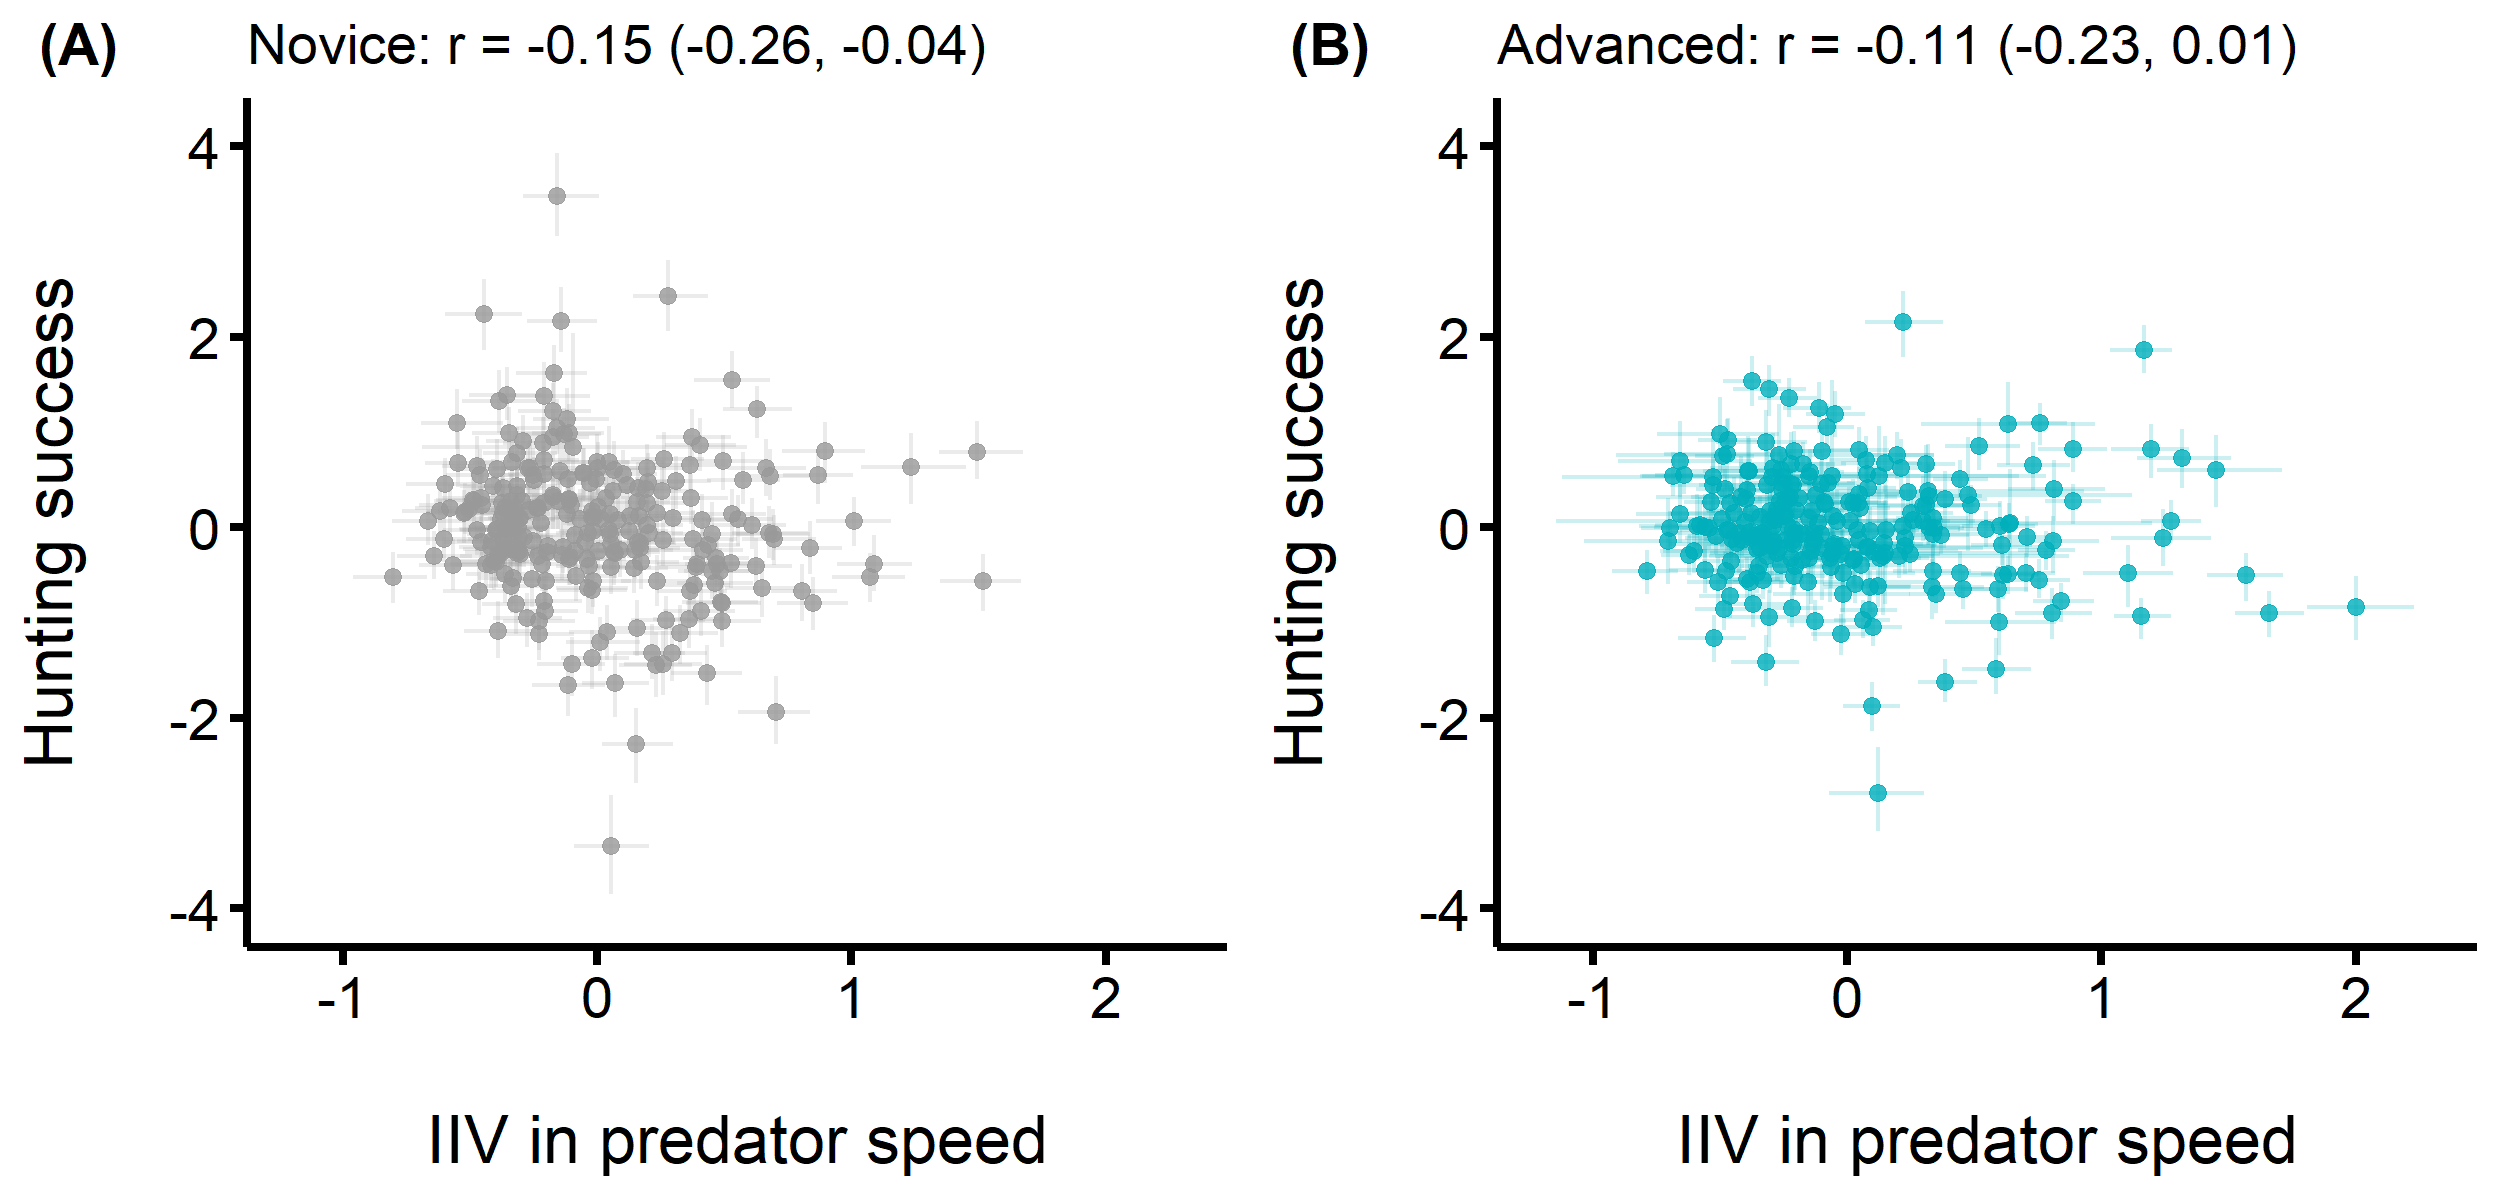 (A) Novice: r = -0.15 (-0.26, -0.04)
4
2
0
-2
-4
Hunting success
-1 0 1 2
IIV in predator speed
(B) Advanced: r = -0.11 (-0.23, 0.01)
4
2
0
-2
-4
Hunting success
-1 0 1 2
IIV in predator speed